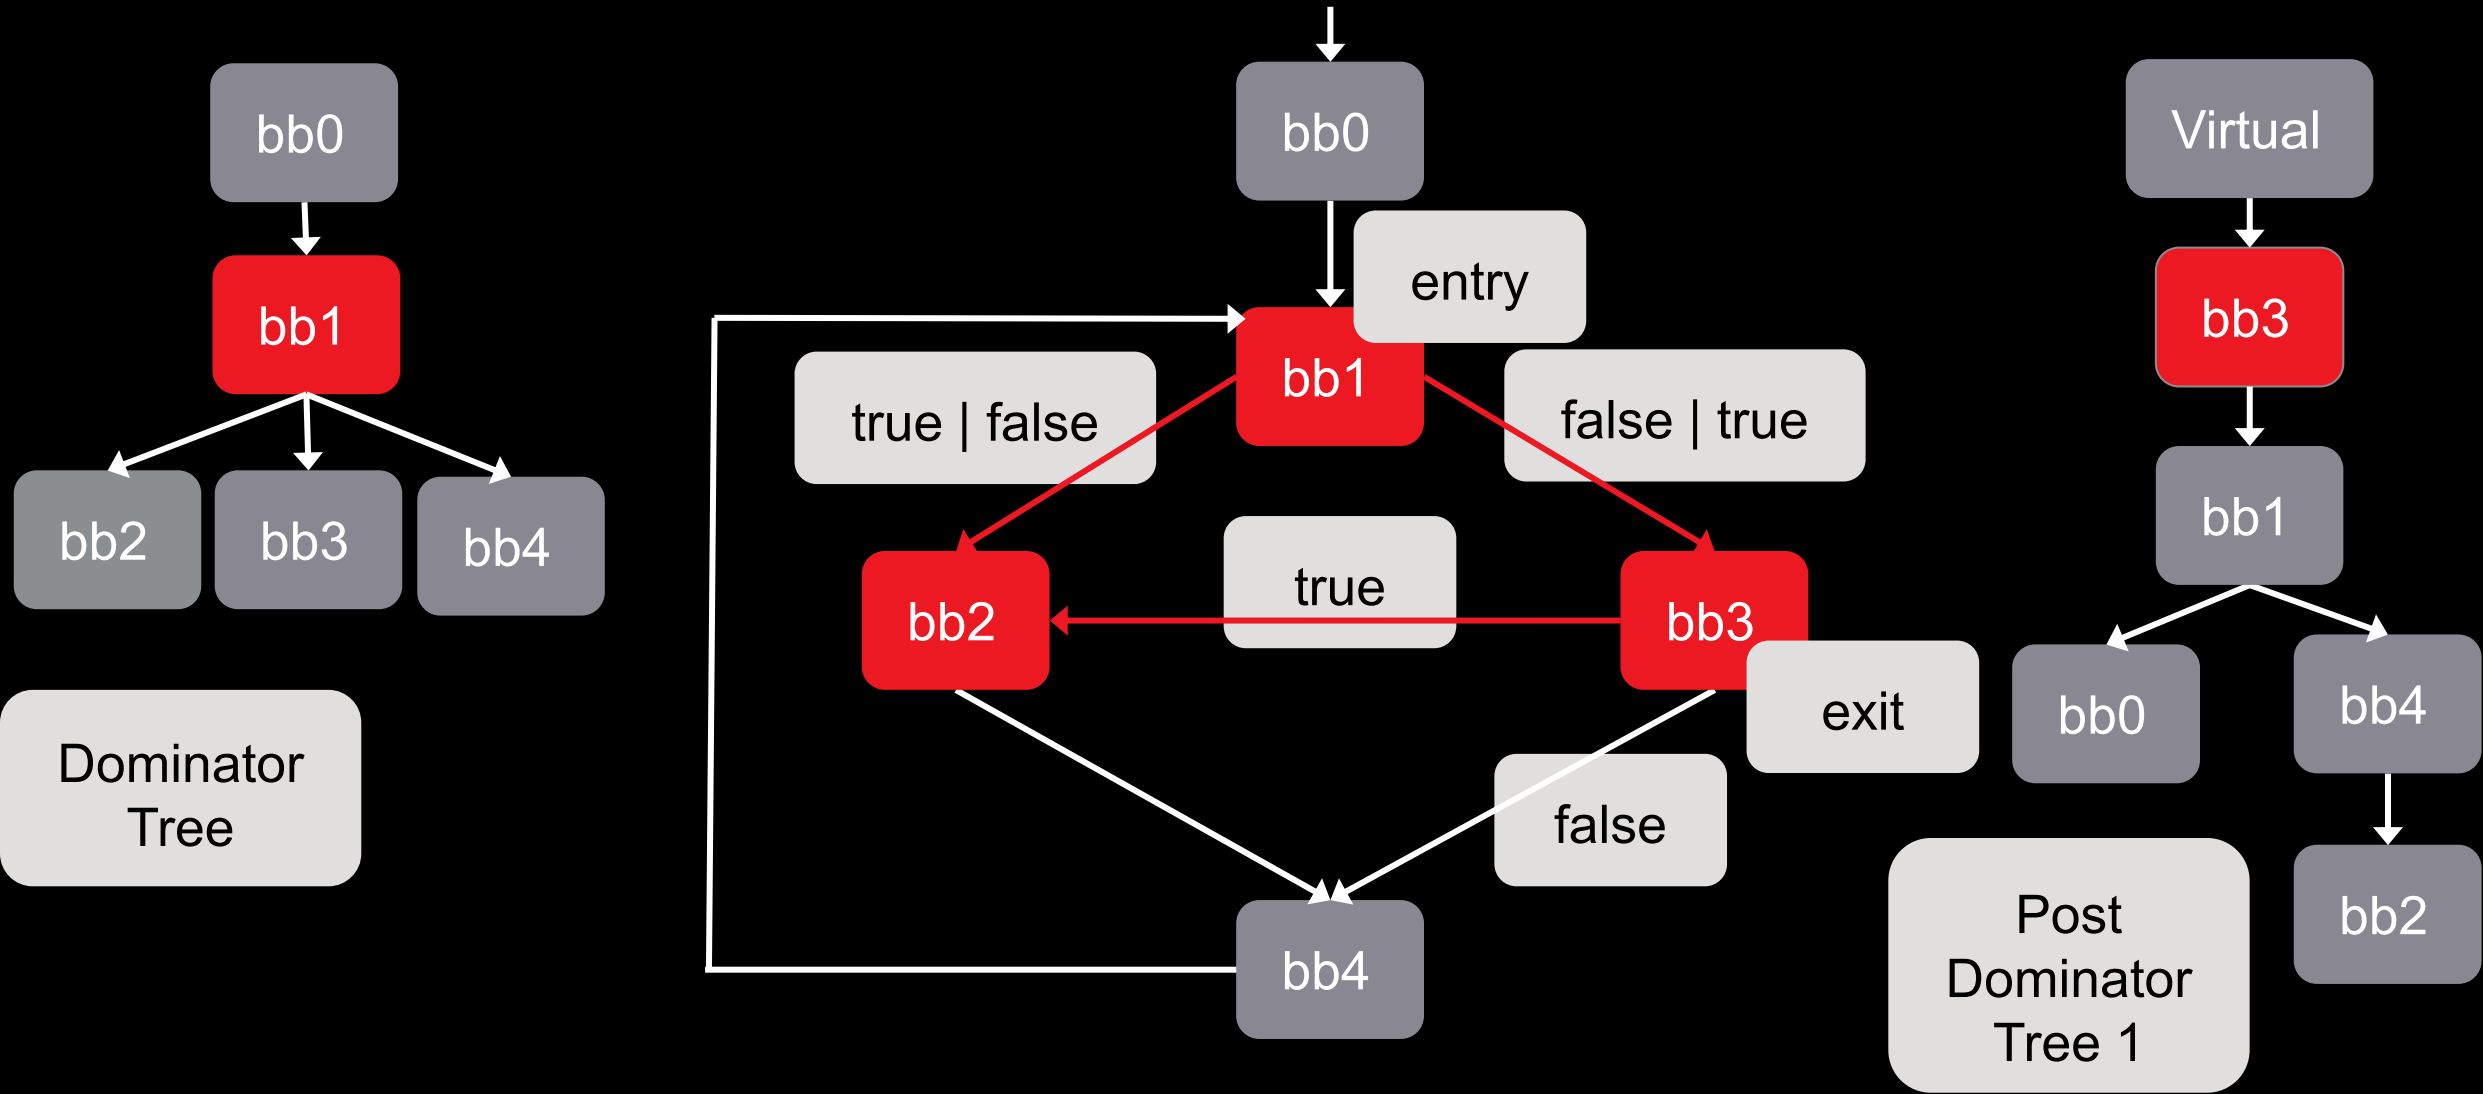 bb0
bb1
bb2
bb3
bb4
Dominator
Tree
bb0
entry
bb1
true | false
false | true
true
bb2
bb3
exit
false
bb4
Virtual
bb3
bb1
bb0
bb4
bb2
Post
Dominator
Tree 1